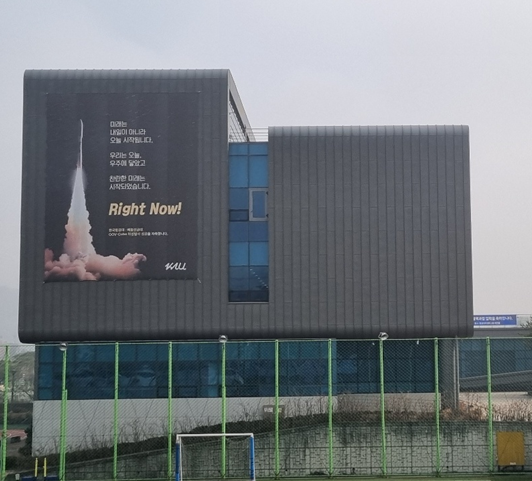 미래는
내일이 아니라
오늘 시작됩니다.
우리는 오늘,
우주에 닿았고
찬란한 미래는
시작되었습니다.
Right Now!
KAU